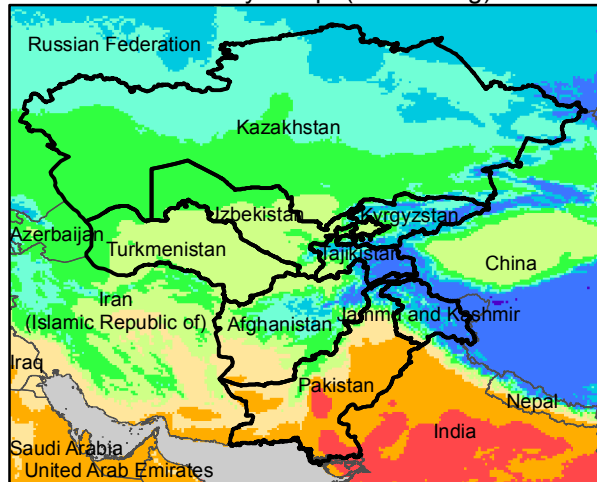 Russian Federation
Kazakhstan
Uzbekistan
Kyrgyzstan
Azerbaijan
Turkmenistan
Tajikistan
China
Iran
(Islamic Republic of)
Afghanistan
Jammu and Kashmir
Iraq
Pakistan
Nepal
India
Saudi Arabia
United Arab Emirates